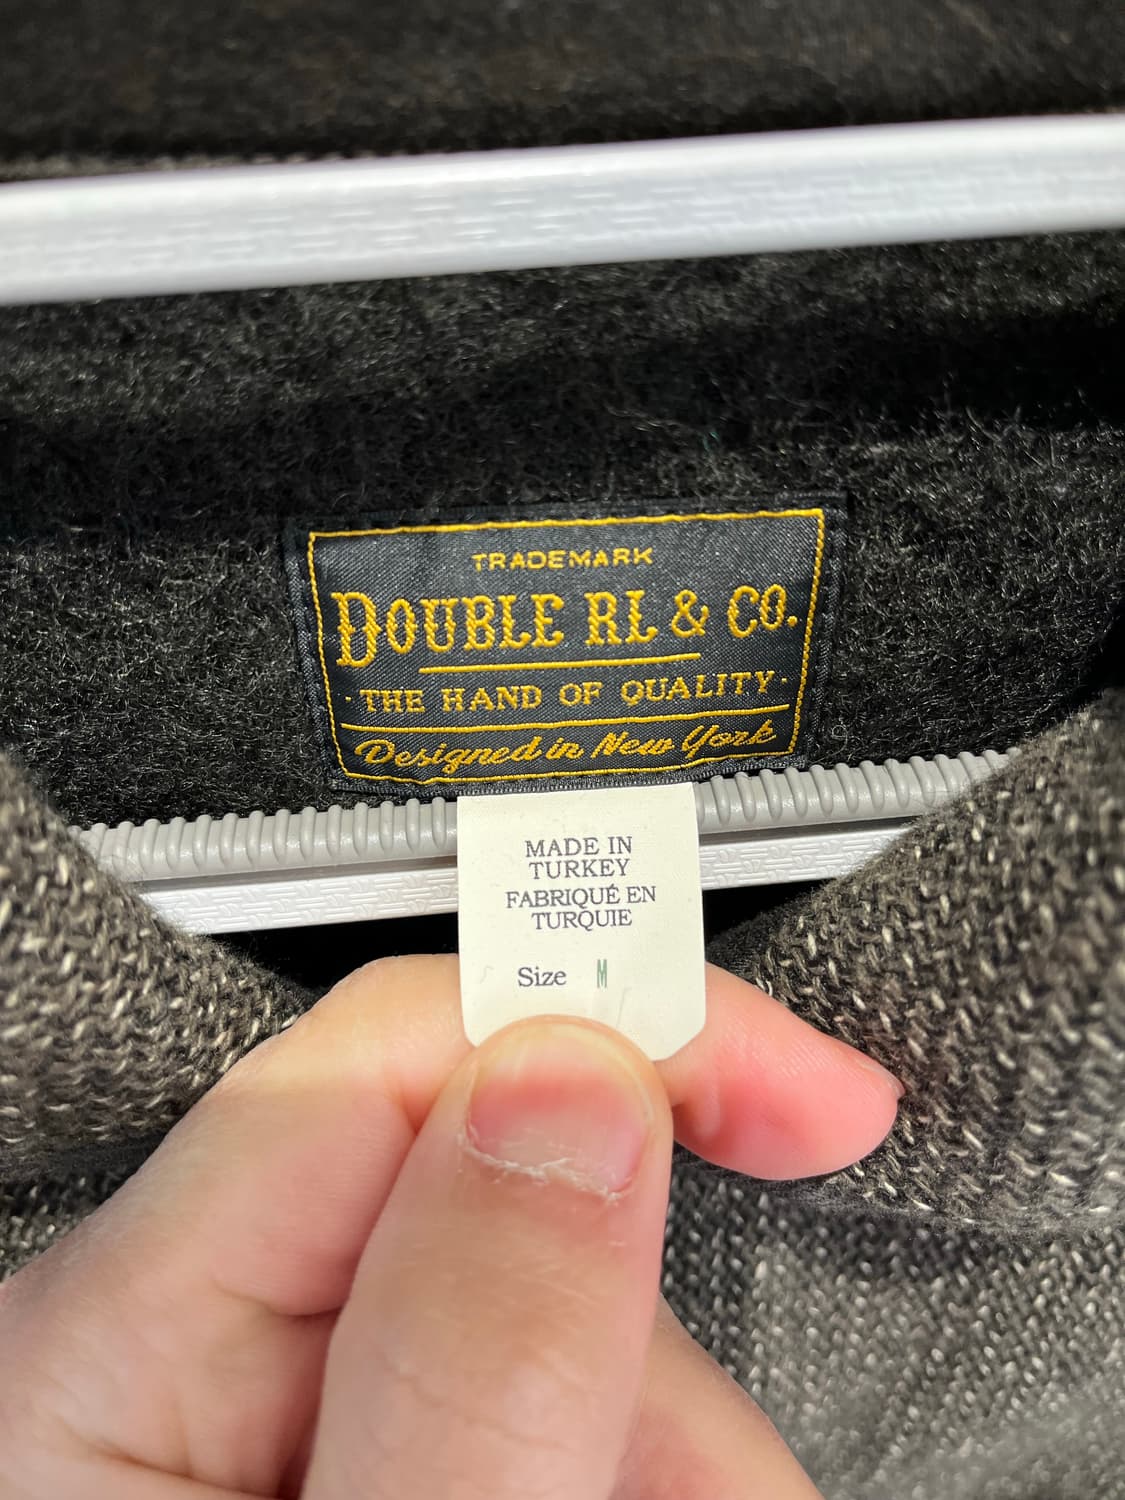 TRADEMARK
DOUBLE RL & CO.
· THE HAND OF QUALITY ·
Designed in New York
MADE IN
TURKEY
FABRIQUÉ EN
TURQUIE
Size M